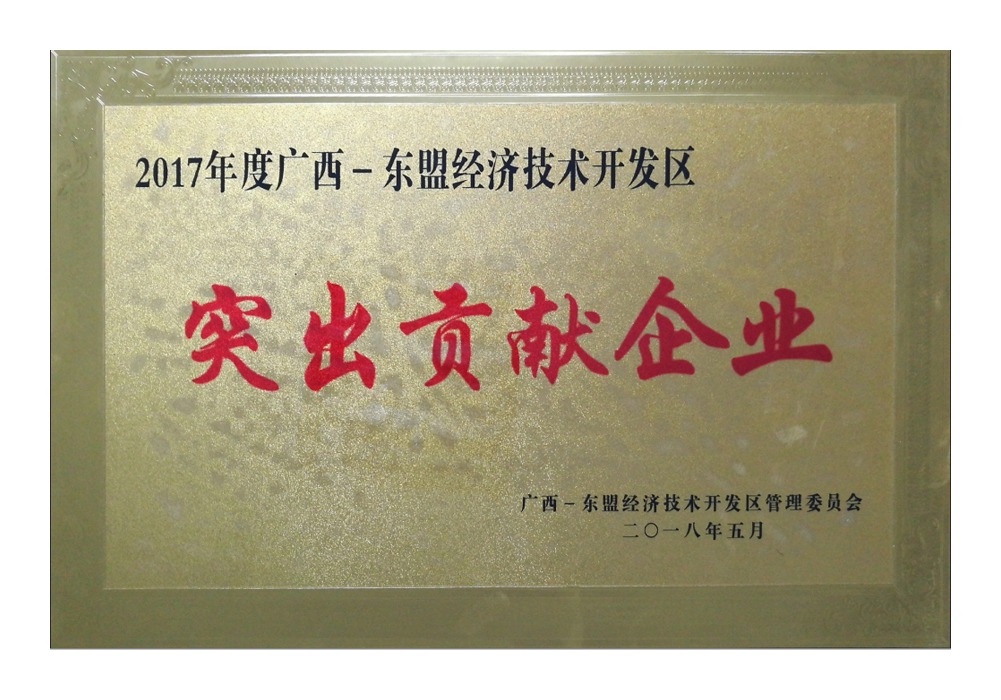 2017年度广西－东盟经济技术开发区
突出贡献企业
广西－东盟经济技术开发区管理委员会
二〇一八年五月